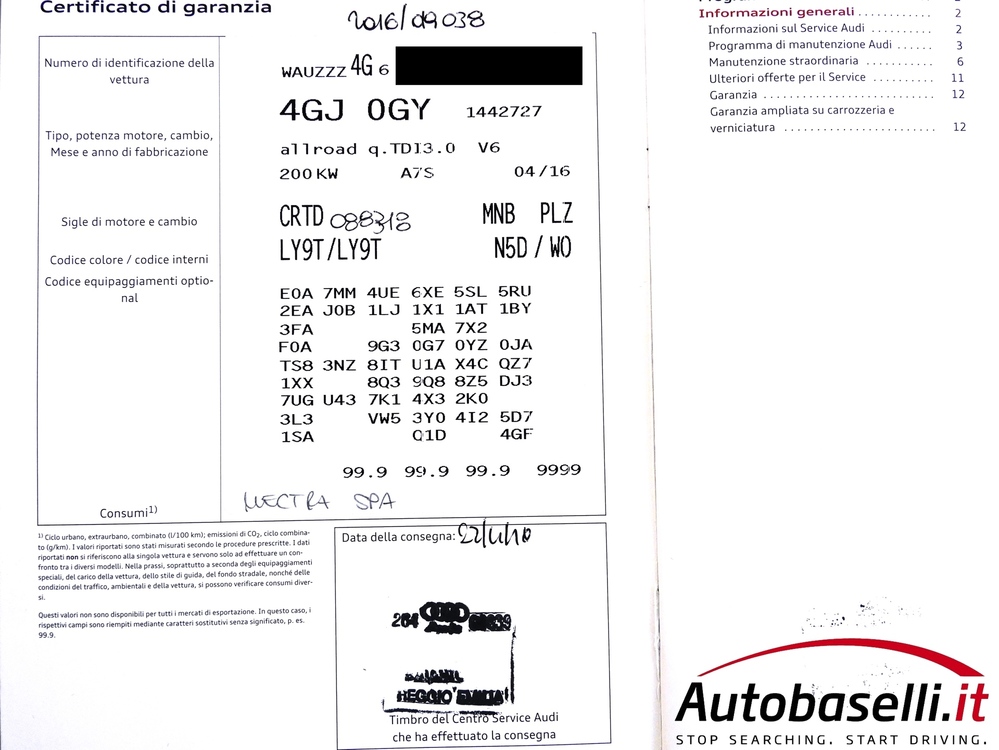 Certificato di garanzia
2016/09038
Numero di identificazione della
vettura
WAUZZZ 4G 6
4GJ 0GY 1442727
Tipo, potenza motore, cambio,
Mese e anno di fabbricazione
allroad q.TDI3.0 V6
200 KW A7S 04/16
Sigle di motore e cambio
CRTD 088318 MNB PLZ
Codice colore / codice interni
LY9T/LY9T N5D / WO
Codice equipaggiamenti optio-
nal
E0A 7MM 4UE 6XE 5SL 5RU
2EA J0B 1LJ 1X1 1AT 1BY
3FA 5MA 7X2
F0A 9G3 0G7 0YZ 0JA
TS8 3NZ 8IT U1A X4C QZ7
1XX 8Q3 9Q8 8Z5 DJ3
7UG U43 7K1 4X3 2K0
3L3 VW5 3Y0 4I2 5D7
1SA Q1D 4GF
99.9 99.9 99.9 9999
Consumi1)
SPA
1) Ciclo urbano, extraurbano, combinato (l/100 km); emissioni di CO2, ciclo combina-
to (g/km). I valori riportati sono stati misurati secondo le procedure prescritte. I dati
riportati non si riferiscono alla singola vettura e servono solo ad effettuare un con-
fronto tra i diversi modelli. Nella prassi, soprattutto a seconda degli equipaggiamenti
speciali, del carico della vettura, dello stile di guida, del fondo stradale, nonché delle
condizioni del traffico, ambientali e della vettura, si possono verificare consumi diver-
si.
Questi valori non sono disponibili per tutti i mercati di esportazione. In questo caso, i
rispettivi campi sono riempiti mediante caratteri sostitutivi senza significato, p. es.
99.9.
Data della consegna:
264
REGGIO EMILIA
Timbro del Centro Service Audi
che ha effettuato la consegna
Informazioni generali . . . . . . . . . . . 2
Informazioni sul Service Audi . . . . . . . . . . 2
Programma di manutenzione Audi . . . . . . 3
Manutenzione straordinaria . . . . . . . . . . . 6
Ulteriori offerte per il Service . . . . . . . . . . 11
Garanzia . . . . . . . . . . . . . . . . . . . . . . . . . . 12
Garanzia ampliata su carrozzeria e
verniciatura . . . . . . . . . . . . . . . . . . . . . . . 12
Autobaselli.it
STOP SEARCHING. START DRIVING.